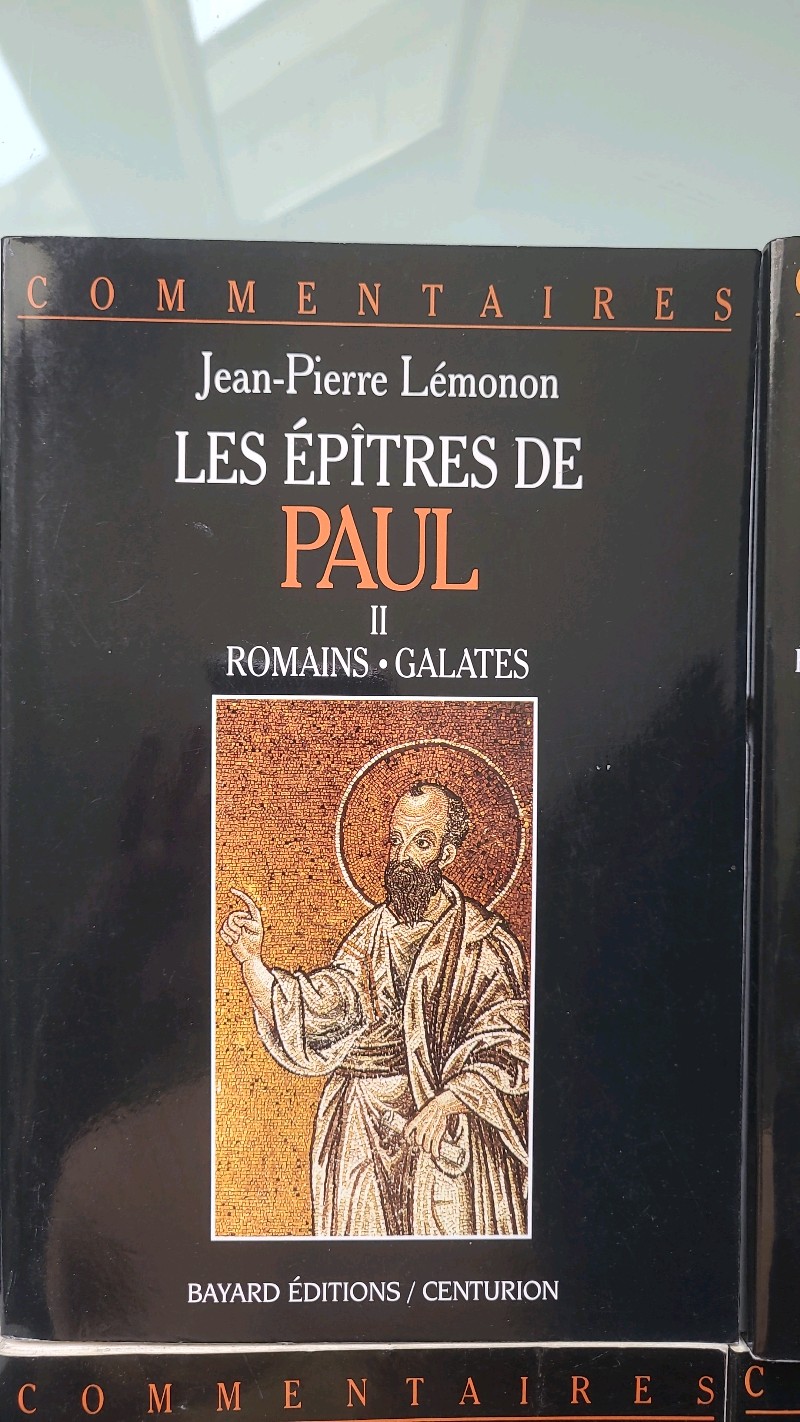 COMMENTAIRES
Jean-Pierre Lémonon
LES ÉPÎTRES DE
PAUL
II
ROMAINS • GALATES
BAYARD ÉDITIONS / CENTURION
COMMENTAIRES
C